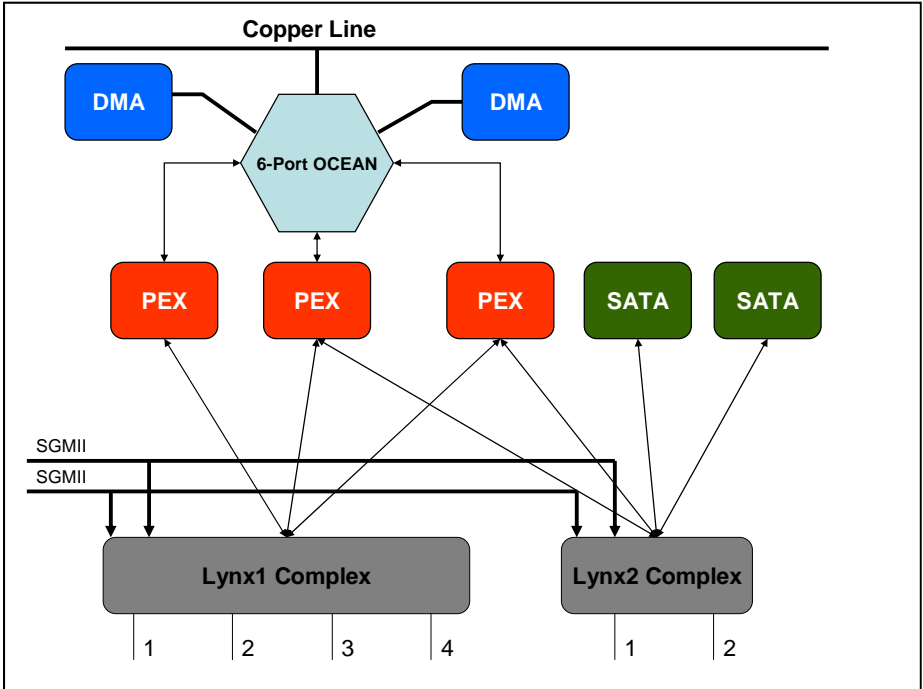 Copper Line
DMA
DMA
6-Port OCEAN
PEX
PEX
PEX
SATA
SATA
SGMII
SGMII
Lynx1 Complex
Lynx2 Complex
1
2
3
4
1
2